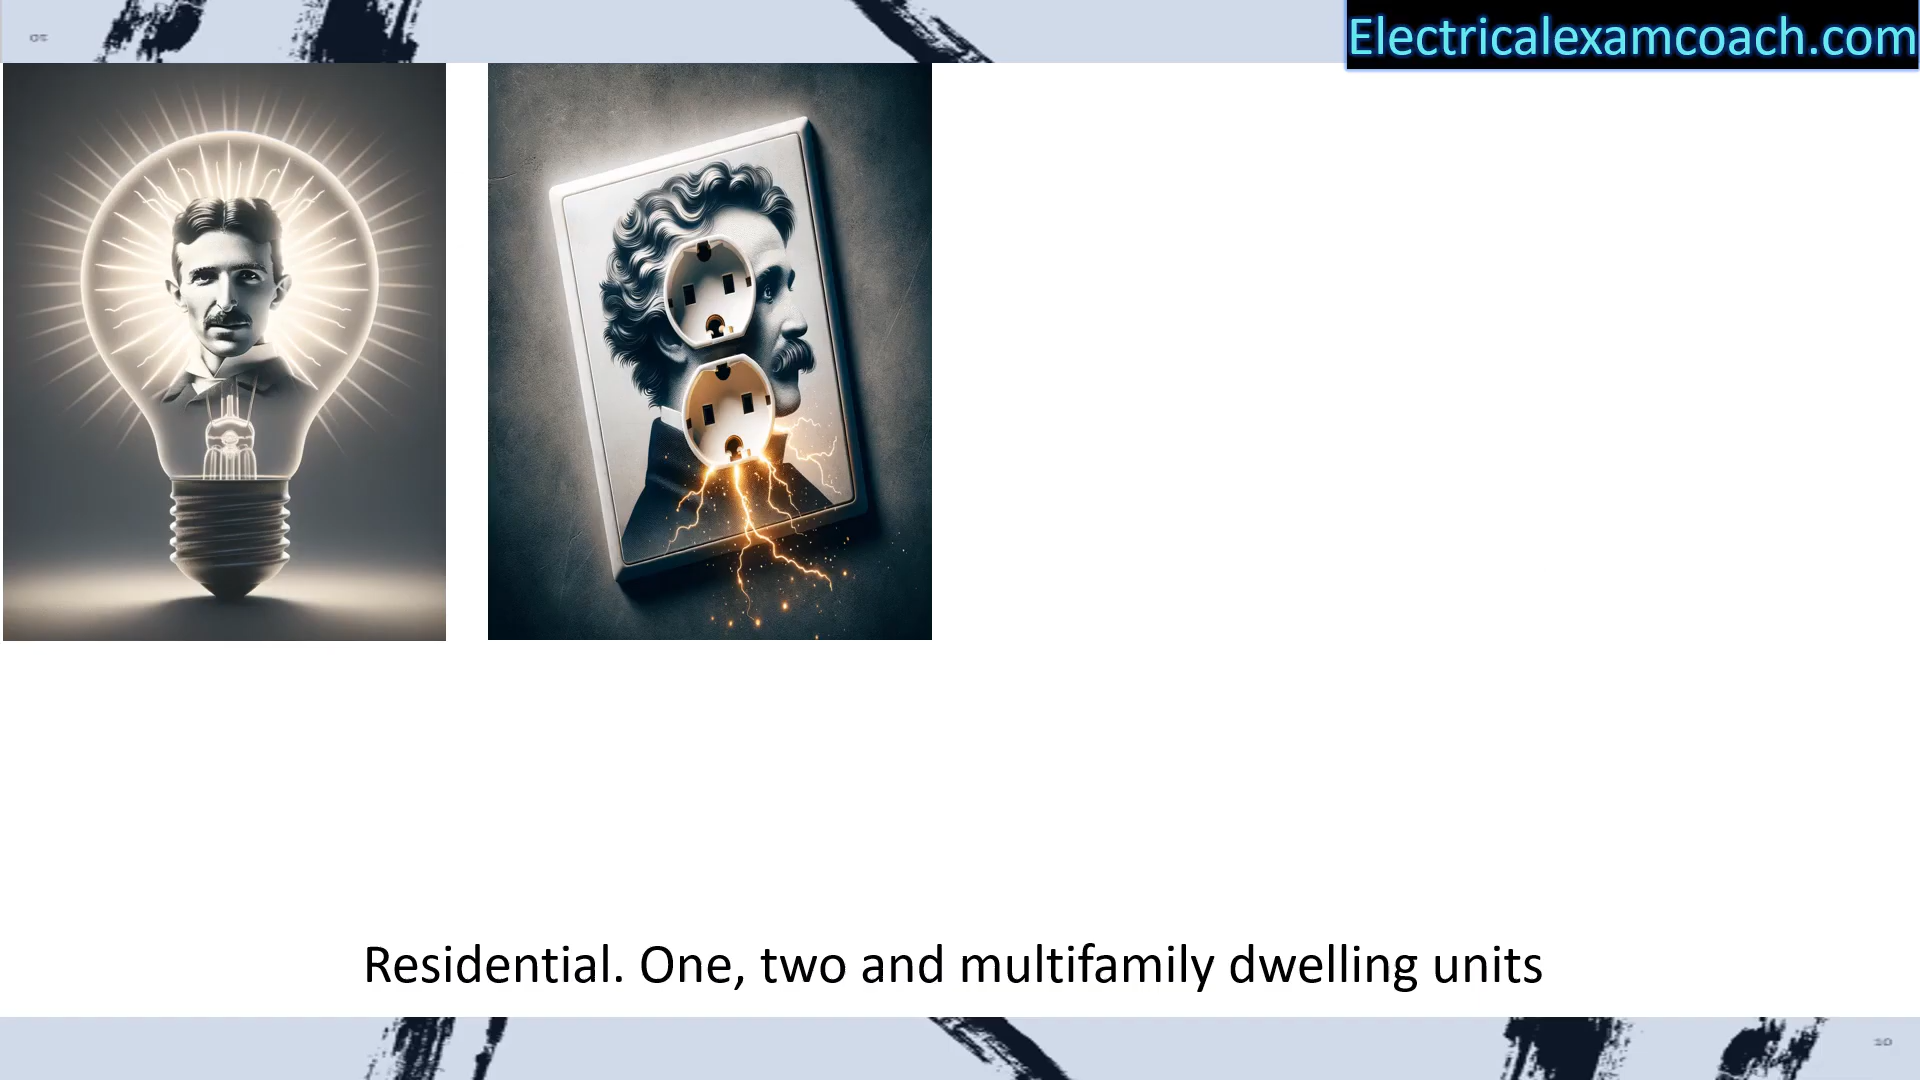 Electricalexamcoach.com
Residential. One, two and multifamily dwelling units